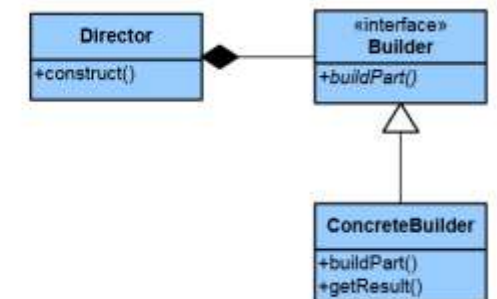 Director
+construct()
«interface»
Builder
+buildPart()
ConcreteBuilder
+buildPart()
+getResult()